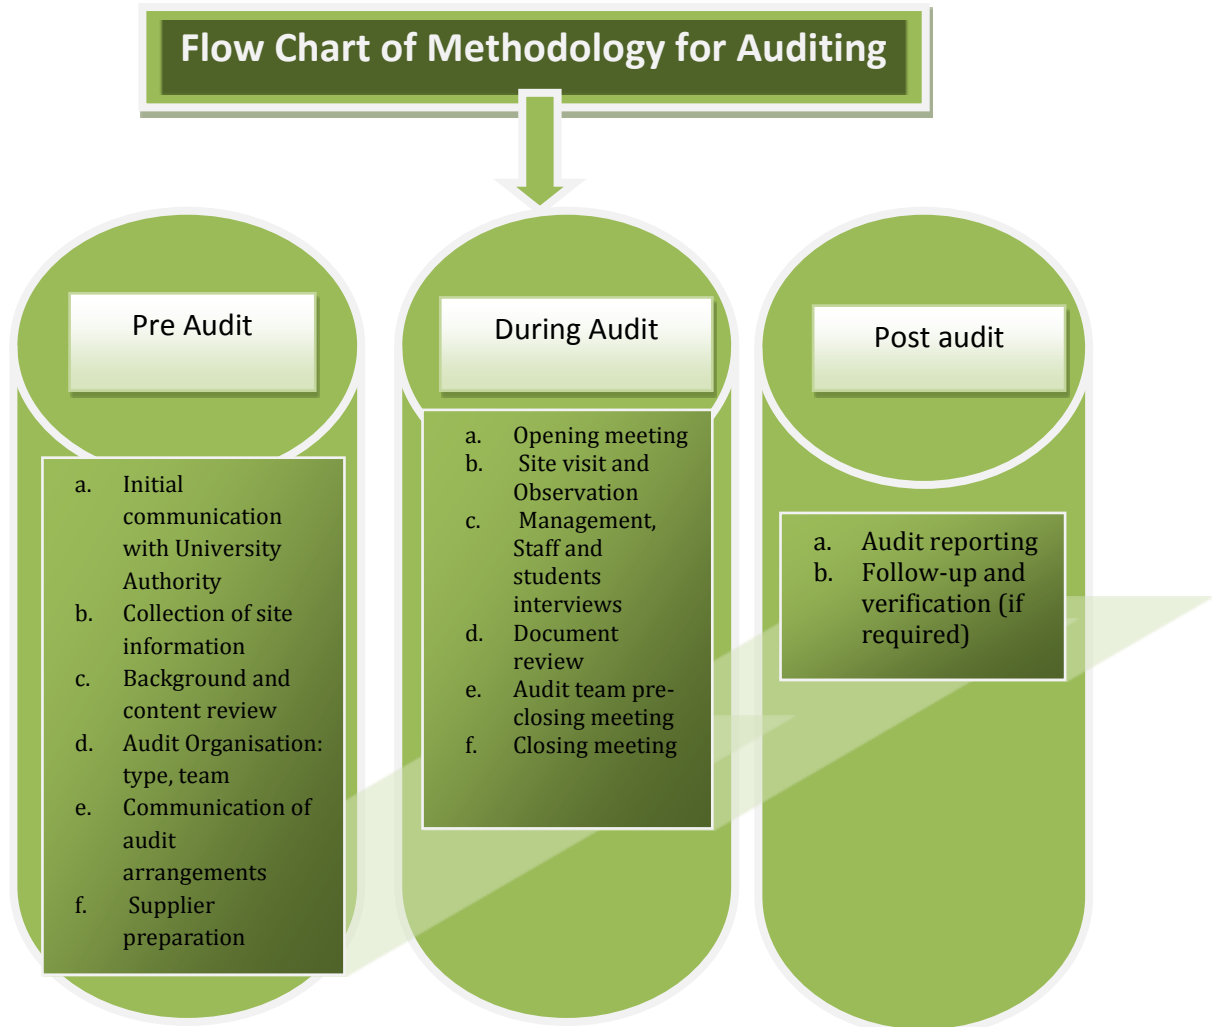 Flow Chart of Methodology for Auditing
Pre Audit
a. Initial
communication
with University
Authority
b. Collection of site
information
c. Background and
content review
d. Audit Organisation:
type, team
e. Communication of
audit
arrangements
f. Supplier
preparation
During Audit
a. Opening meeting
b. Site visit and
Observation
c. Management,
Staff and
students
interviews
d. Document
review
e. Audit team pre-
closing meeting
f. Closing meeting
Post audit
a. Audit reporting
b. Follow-up and
verification (if
required)